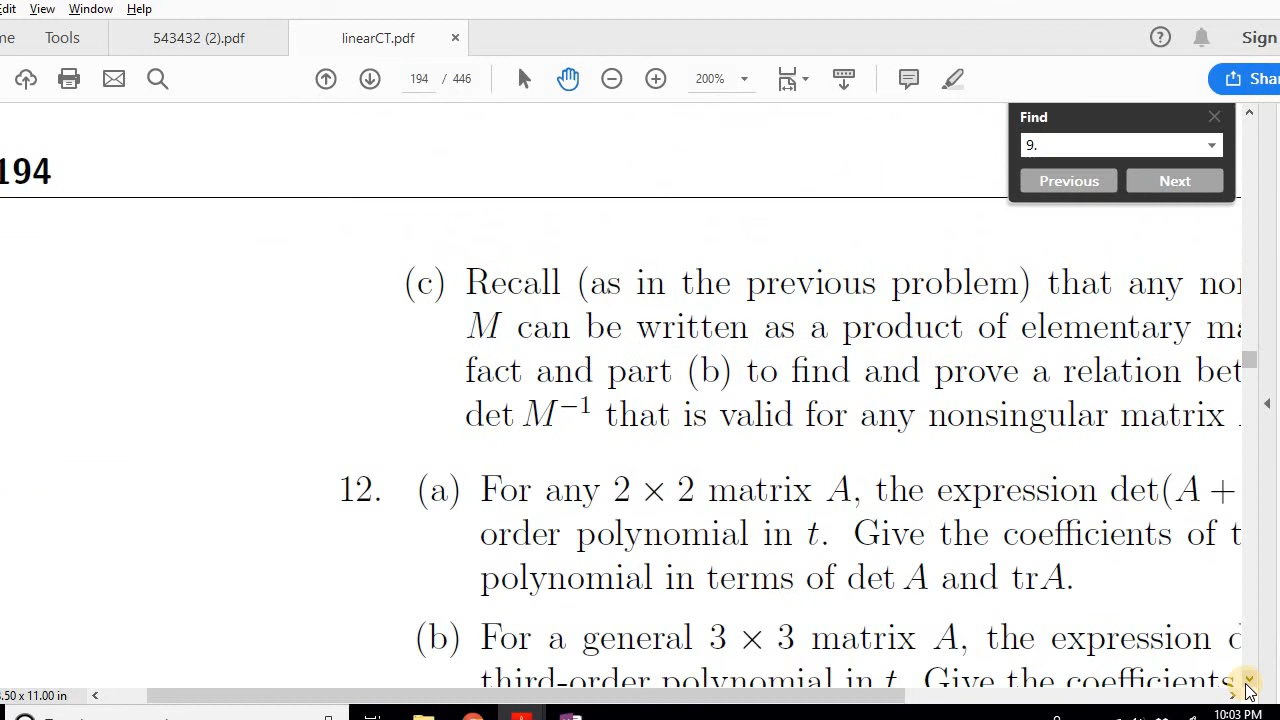 Edit View Window Help
me Tools 543432 (2).pdf linearCT.pdf × Sign
194 / 446 200% Shar
Find
9.
Previous Next
194
(c) Recall (as in the previous problem) that any non
M can be written as a product of elementary ma
fact and part (b) to find and prove a relation bet
det M⁻¹ that is valid for any nonsingular matrix
12. (a) For any 2 × 2 matrix A, the expression det(A +
order polynomial in t. Give the coefficients of t
polynomial in terms of det A and trA.
(b) For a general 3 × 3 matrix A, the expression d
third-order polynomial in t. Give the coefficients
8.50 x 11.00 in
10:03 PM